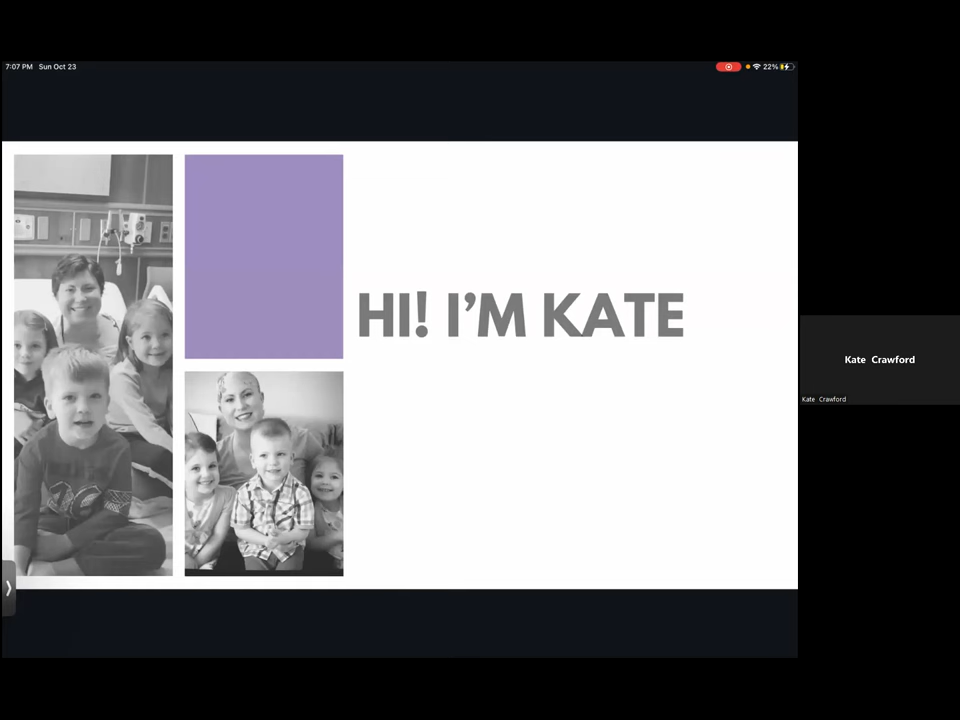 7:07 PM Sun Oct 23
22%
HI! I'M KATE
Kate Crawford
Kate Crawford